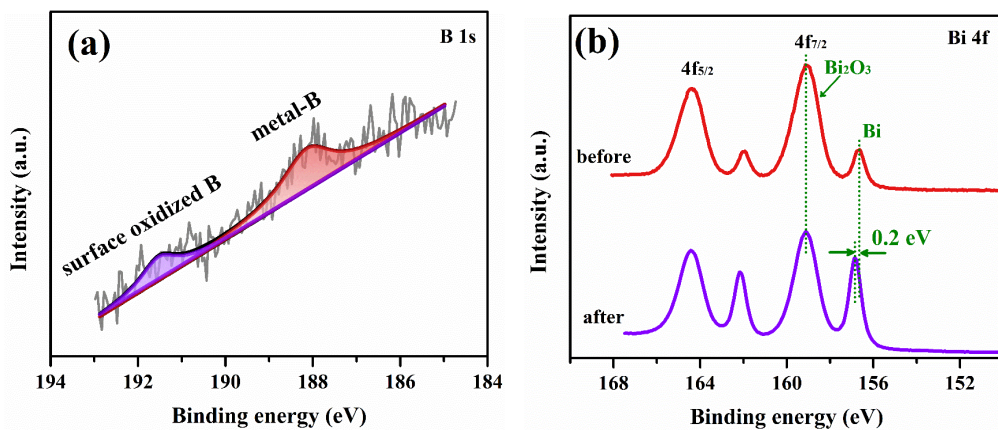 (a)
B 1s
metal-B
surface oxidized B
Intensity (a.u.)
194 192 190 188 186 184
Binding energy (eV)
(b)
Bi 4f
4f7/2
4f5/2
Bi2O3
Bi
before
0.2 eV
after
Intensity (a.u.)
168 164 160 156 152
Binding energy (eV)